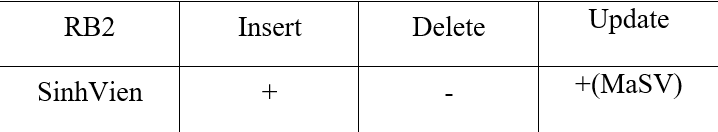 RB2 Insert Delete Update
SinhVien + - +(MaSV)